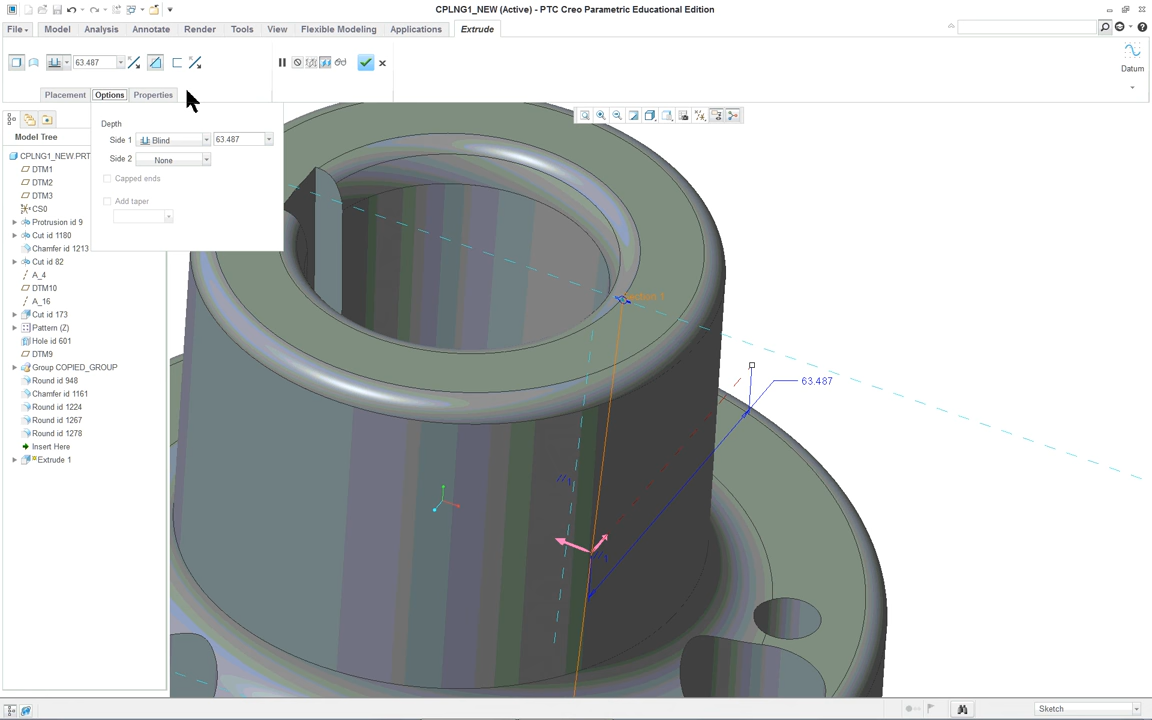 CPLNG1_NEW (Active) - PTC Creo Parametric Educational Edition
File Model Analysis Annotate Render Tools View Flexible Modeling Applications Extrude
63.487
Datum
Placement Options Properties
Depth
Side 1 Blind 63.487
Side 2 None
Capped ends
Add taper
Model Tree
CPLNG1_NEW.PRT
DTM1
DTM2
DTM3
CS0
Protrusion id 9
Cut id 1180
Chamfer id 1213
Cut id 82
A_4
DTM10
A_16
Cut id 173
Pattern (Z)
Hole id 601
DTM9
Group COPIED_GROUP
Round id 948
Chamfer id 1161
Round id 1224
Round id 1267
Round id 1278
Insert Here
Extrude 1
63.487
//1
Sketch